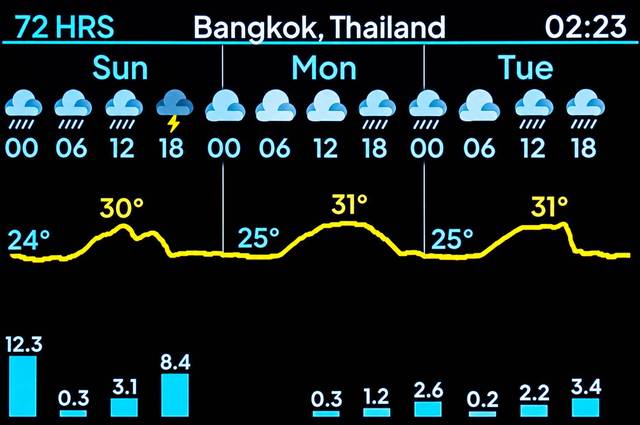 72 HRS Bangkok, Thailand 02:23
Sun Mon Tue
00 06 12 18 00 06 12 18 00 06 12 18
30° 31° 31°
24° 25° 25°
12.3 0.3 3.1 8.4 0.3 1.2 2.6 0.2 2.2 3.4